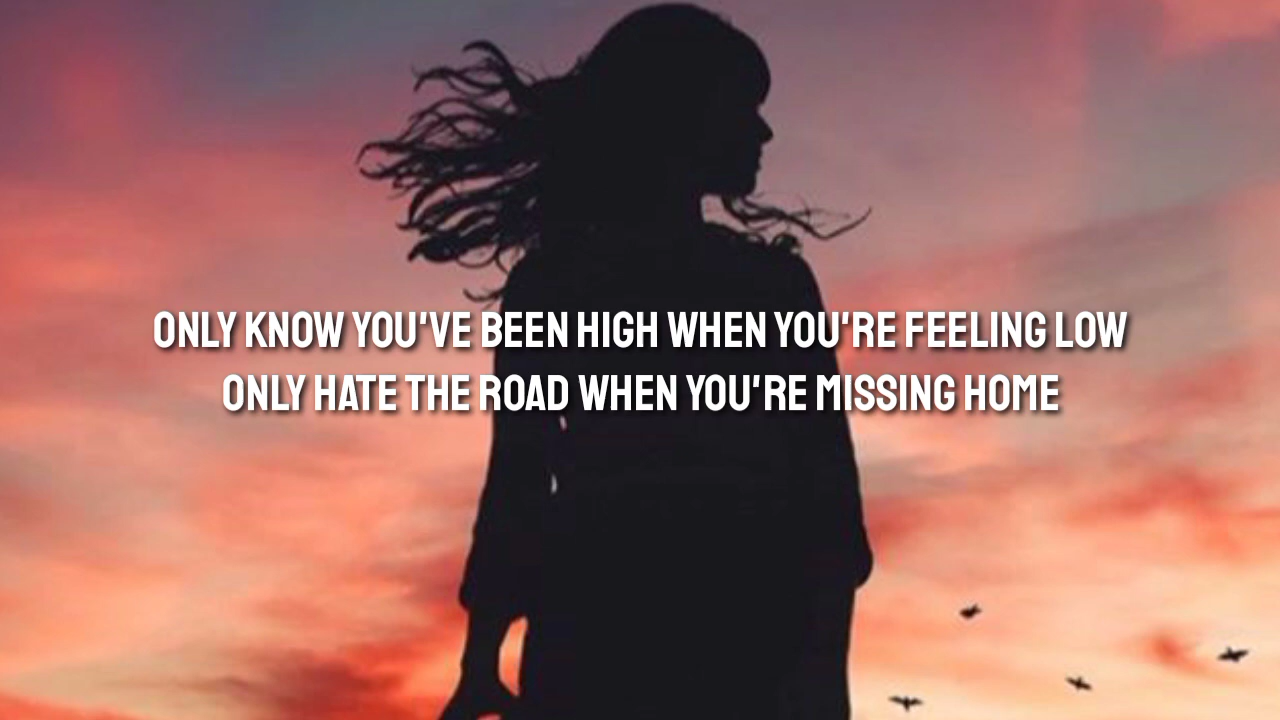 ONLY KNOW YOU'VE BEEN HIGH WHEN YOU'RE FEELING LOW
ONLY HATE THE ROAD WHEN YOU'RE MISSING HOME